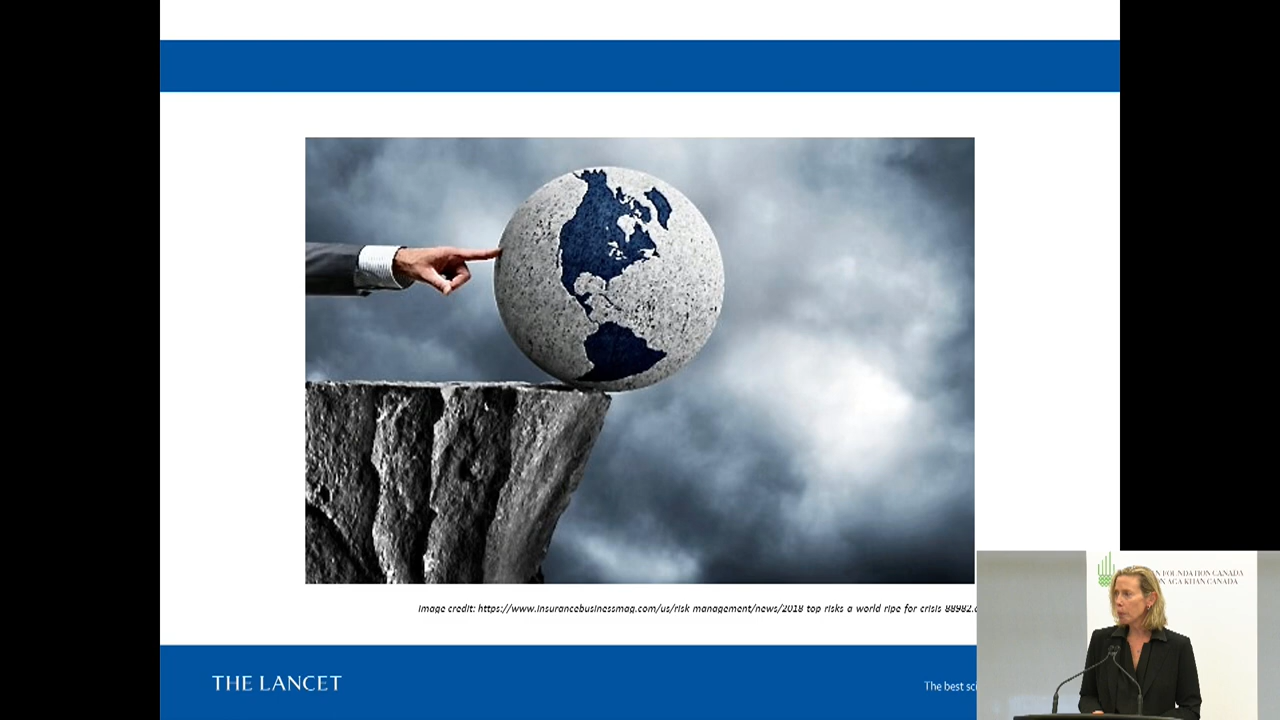 Image credit: https://www.insurancebusinessmag.com/us/risk management/news/2018 top risks a world ripe for crisis 88982.
THE LANCET
The best
FOUNDATION CANADA
AGA KHAN CANADA